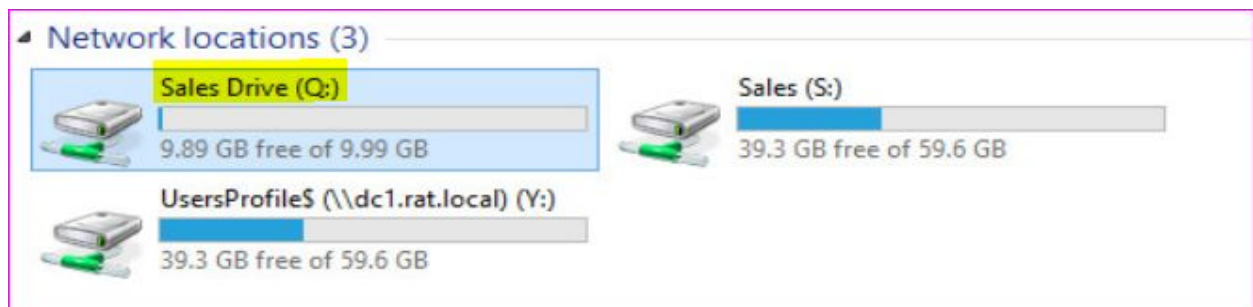 Network locations (3)
Sales Drive (Q:)
9.89 GB free of 9.99 GB
Sales (S:)
39.3 GB free of 59.6 GB
UsersProfile$ (\\dc1.rat.local) (Y:)
39.3 GB free of 59.6 GB